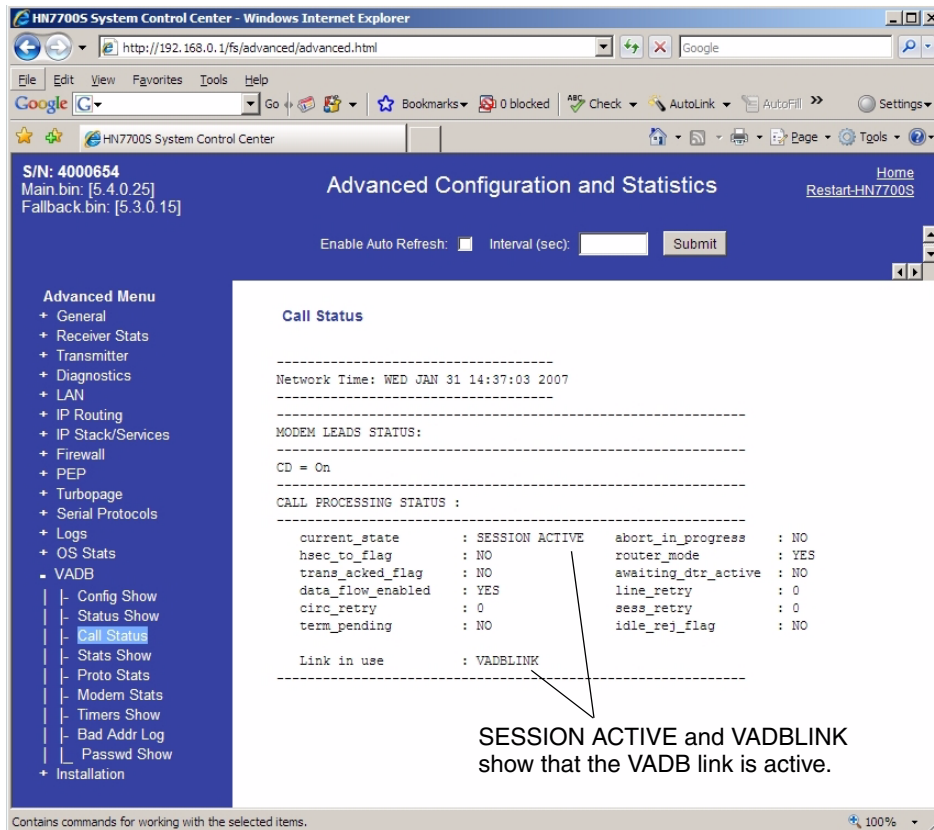 HN7700S System Control Center - Windows Internet Explorer
http://192.168.0.1/fs/advanced/advanced.html
Google
File Edit View Favorites Tools Help
Google G Go Bookmarks 0 blocked ABC Check AutoLink AutoFill >> Settings
HN7700S System Control Center Page Tools
S/N: 4000654
Main.bin: [5.4.0.25]
Fallback.bin: [5.3.0.15]
Advanced Configuration and Statistics
Home
Restart-HN7700S
Enable Auto Refresh: Interval (sec): Submit
Advanced Menu
+ General
+ Receiver Stats
+ Transmitter
+ Diagnostics
+ LAN
+ IP Routing
+ IP Stack/Services
+ Firewall
+ PEP
+ Turbopage
+ Serial Protocols
+ Logs
+ OS Stats
- VADB
| |- Config Show
| |- Status Show
| |- Call Status
| |- Stats Show
| |- Proto Stats
| |- Modem Stats
| |- Timers Show
| |- Bad Addr Log
| |_ Passwd Show
+ Installation
Call Status
------------------------------------
Network Time: WED JAN 31 14:37:03 2007
------------------------------------
-------------------------------------------------------------
MODEM LEADS STATUS:
-------------------------------------------------------------
CD = On
-------------------------------------------------------------
CALL PROCESSING STATUS :
-------------------------------------------------------------
current_state : SESSION ACTIVE abort_in_progress : NO
hsec_to_flag : NO router_mode : YES
trans_acked_flag : NO awaiting_dtr_active : NO
data_flow_enabled : YES line_retry : 0
circ_retry : 0 sess_retry : 0
term_pending : NO idle_rej_flag : NO
Link in use : VADBLINK
-------------------------------------------------------------
SESSION ACTIVE and VADBLINK
show that the VADB link is active.
Contains commands for working with the selected items. 100%